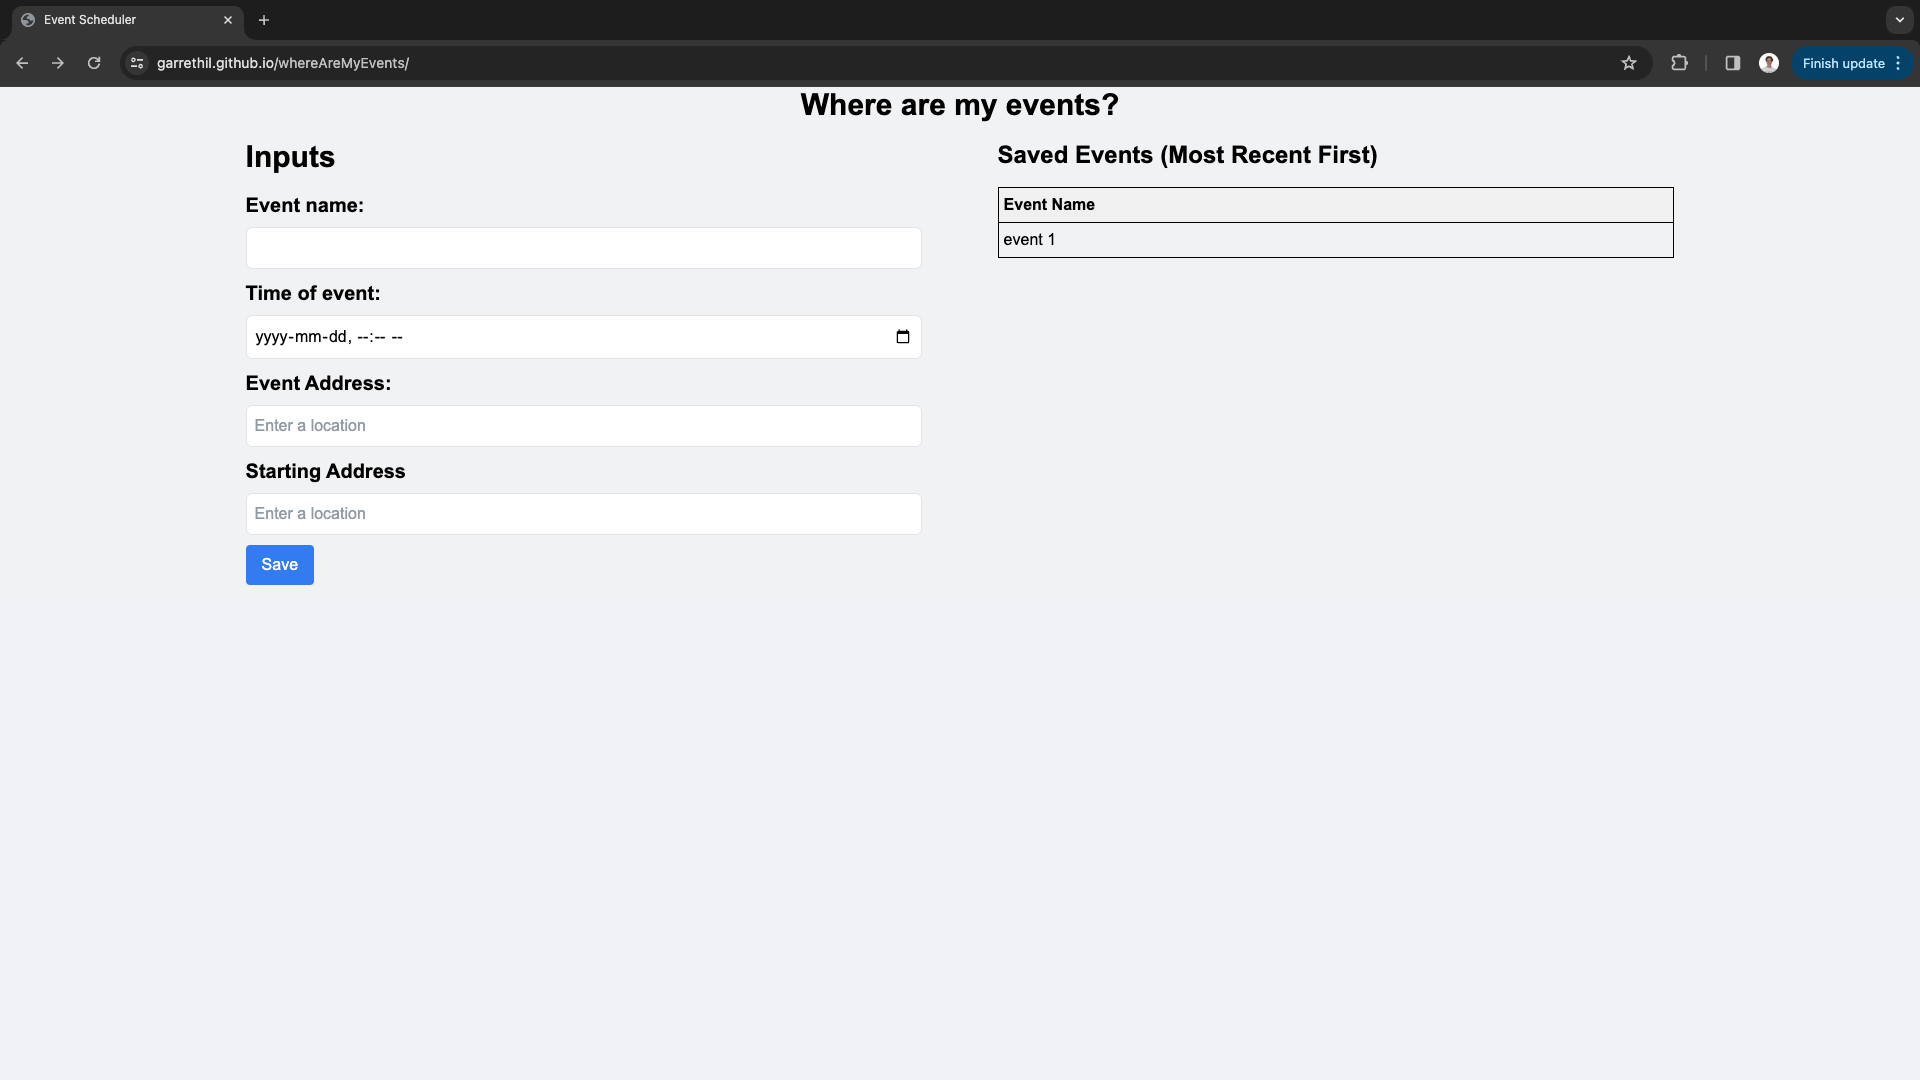 Event Scheduler
garrethil.github.io/whereAreMyEvents/
Finish update
Where are my events?
Inputs
Event name:
Time of event:
yyyy-mm-dd, --:-- --
Event Address:
Enter a location
Starting Address
Enter a location
Save
Saved Events (Most Recent First)
Event Name
event 1